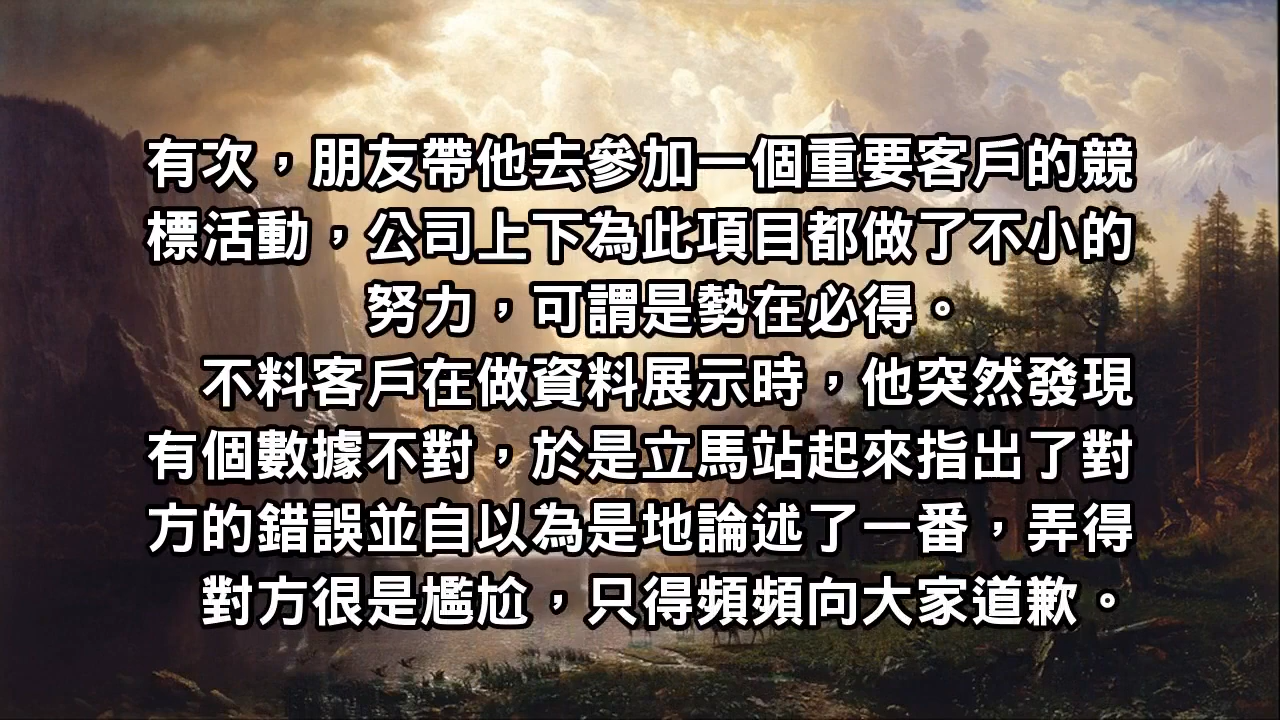 有次，朋友帶他去參加一個重要客戶的競
標活動，公司上下為此項目都做了不小的
努力，可謂是勢在必得。
不料客戶在做資料展示時，他突然發現
有個數據不對，於是立馬站起來指出了對
方的錯誤並自以為是地論述了一番，弄得
對方很是尷尬，只得頻頻向大家道歉。